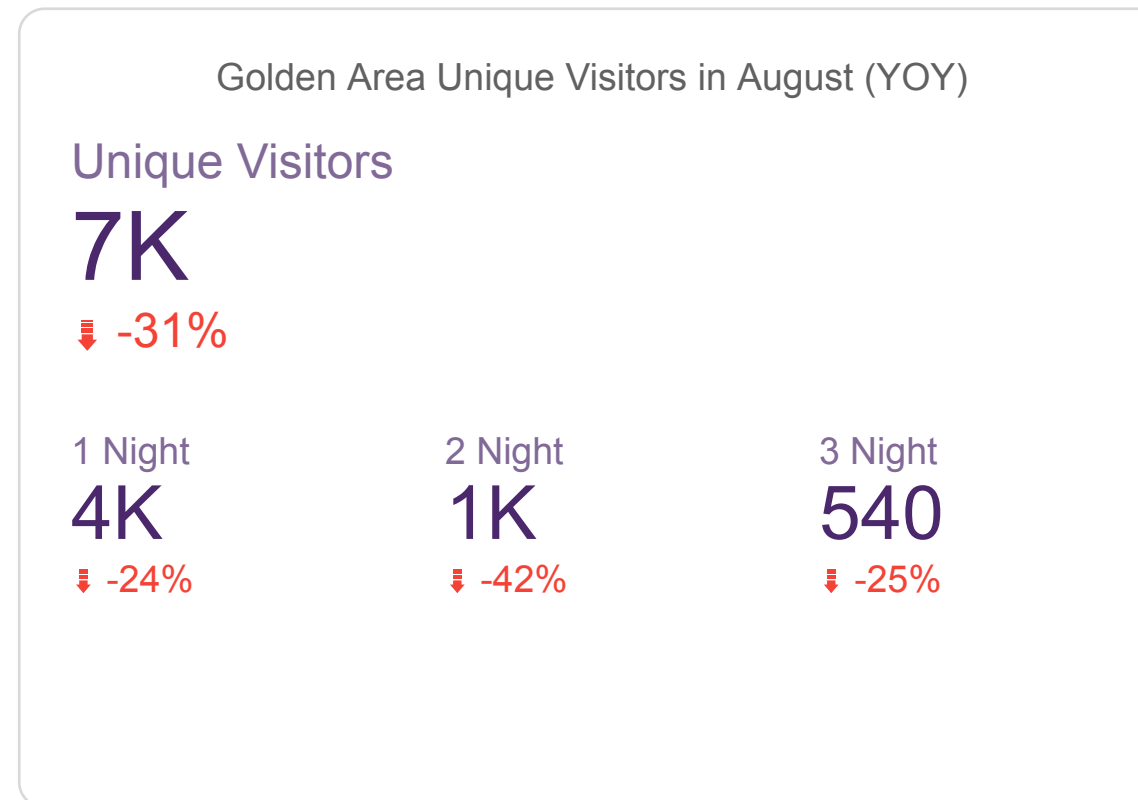 Golden Area Unique Visitors in August (YOY)
Unique Visitors
7K
-31%
1 Night 2 Night 3 Night
4K 1K 540
-24% -42% -25%